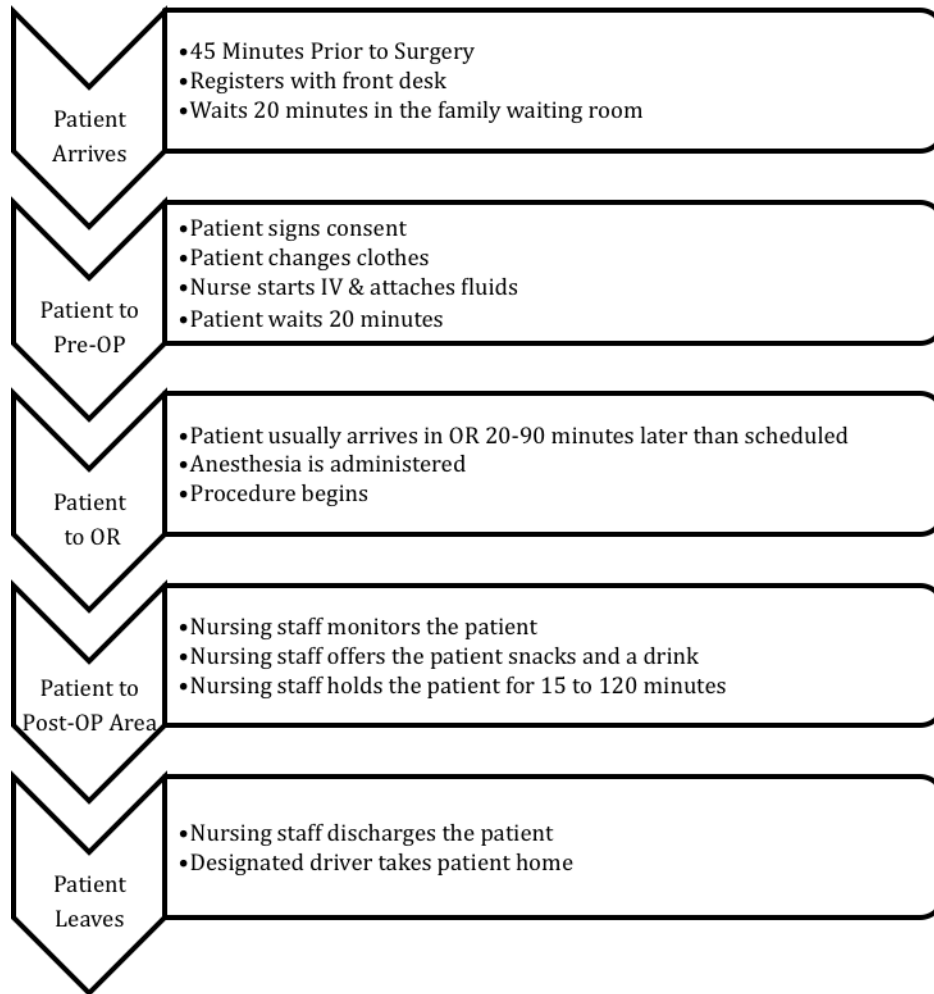 Patient
Arrives
•45 Minutes Prior to Surgery
•Registers with front desk
•Waits 20 minutes in the family waiting room
Patient to
Pre-OP
•Patient signs consent
•Patient changes clothes
•Nurse starts IV & attaches fluids
•Patient waits 20 minutes
Patient
to OR
•Patient usually arrives in OR 20-90 minutes later than scheduled
•Anesthesia is administered
•Procedure begins
Patient to
Post-OP Area
•Nursing staff monitors the patient
•Nursing staff offers the patient snacks and a drink
•Nursing staff holds the patient for 15 to 120 minutes
Patient
Leaves
•Nursing staff discharges the patient
•Designated driver takes patient home